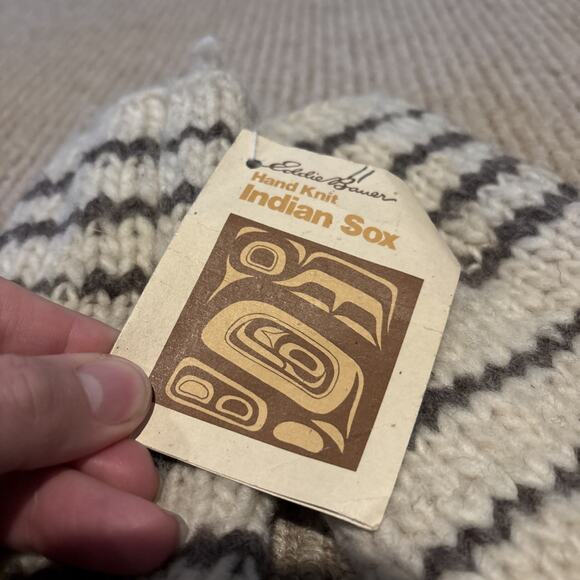 Eddie Bauer
Hand Knit
Indian Sox